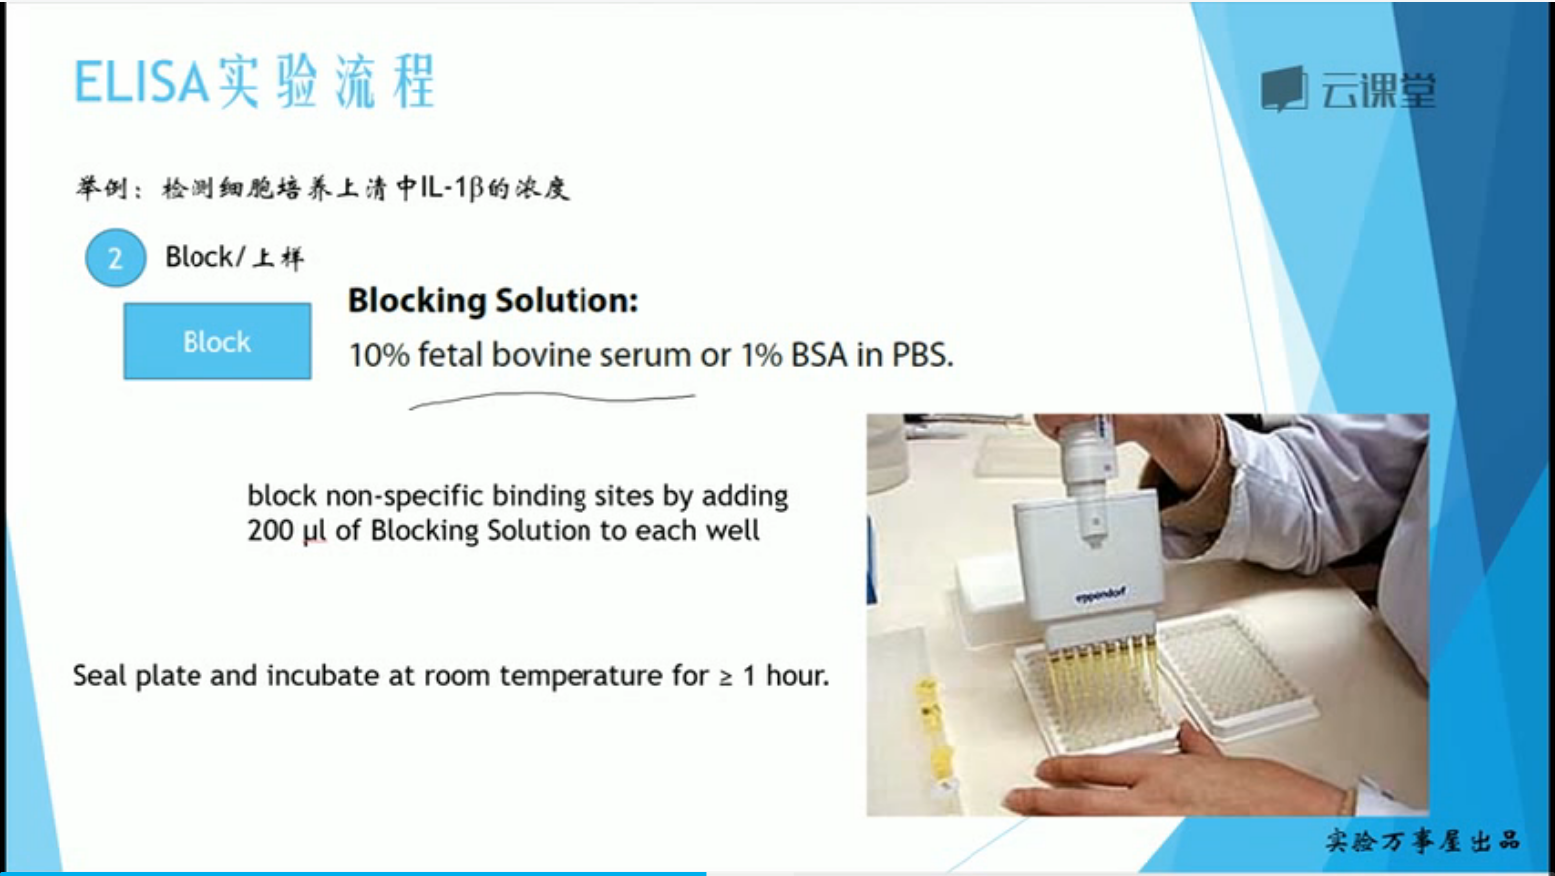 ELISA实验流程
云课堂
举例：检测细胞培养上清中IL-1β的浓度
2
Block/上样
Block
Blocking Solution:
10% fetal bovine serum or 1% BSA in PBS.
block non-specific binding sites by adding
200 µl of Blocking Solution to each well
eppendorf
Seal plate and incubate at room temperature for ≥ 1 hour.
实验万事屋出品